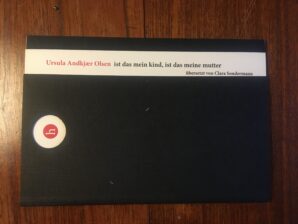 Ursula Andkjær Olsen ist das mein kind, ist das meine mutter
übersetzt von Clara Sondermann